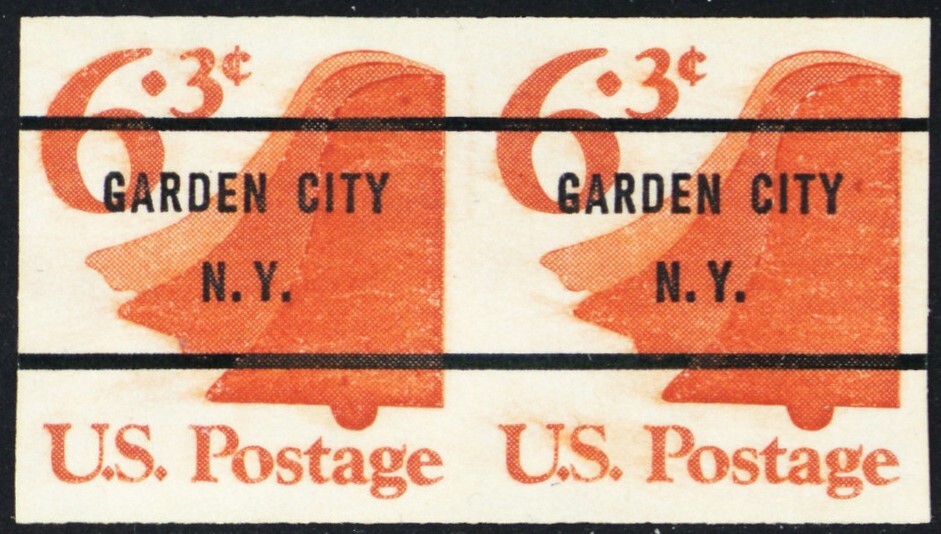 6.3¢ 6.3¢
GARDEN CITY GARDEN CITY
N.Y. N.Y.
U.S. Postage U.S. Postage